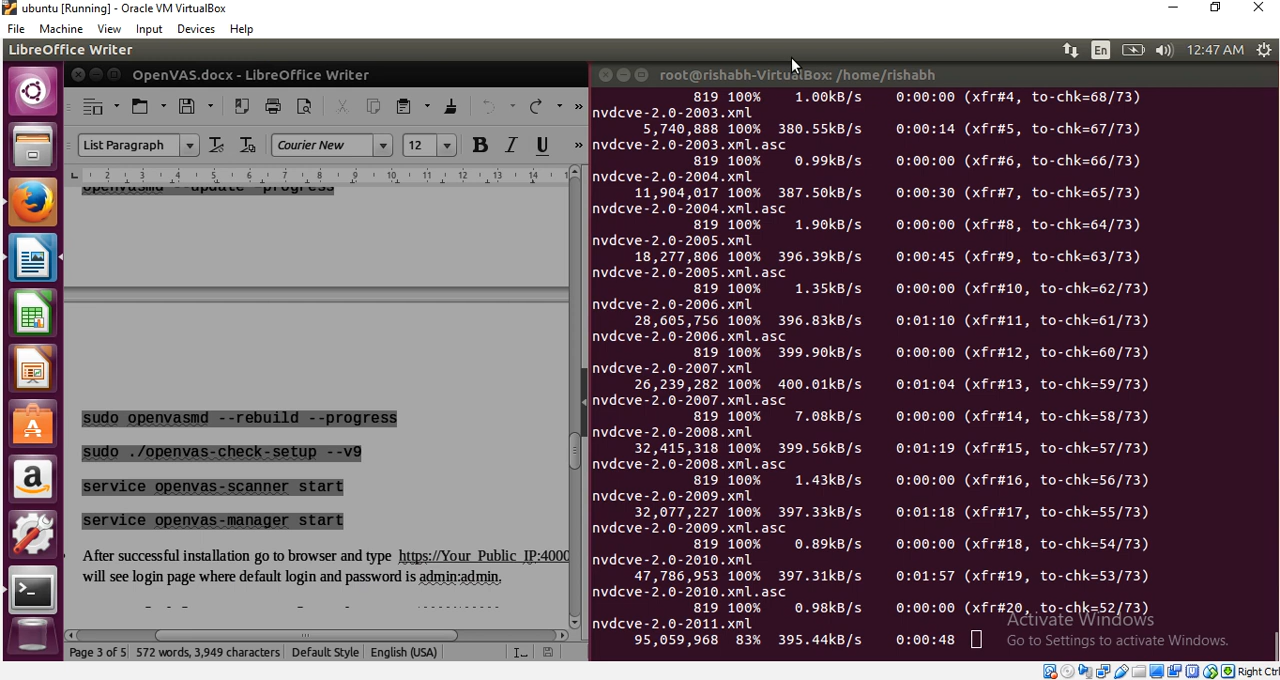 ubuntu [Running] - Oracle VM VirtualBox
File Machine View Input Devices Help
LibreOffice Writer
En
12:47 AM
OpenVAS.docx - LibreOffice Writer
List Paragraph
Courier New
12
B I U
1 2 3 4 5 6 7 8 9 10 11 12 13 14 1
openvasmd --update --progress
sudo openvasmd --rebuild --progress
sudo ./openvas-check-setup --v9
service openvas-scanner start
service openvas-manager start
After successful installation go to browser and type https://Your_Public_IP:4000
will see login page where default login and password is admin:admin.
Page 3 of 5 572 words, 3,949 characters Default Style English (USA)
root@rishabh-VirtualBox: /home/rishabh
819 100% 1.00kB/s 0:00:00 (xfr#4, to-chk=68/73)
nvdcve-2.0-2003.xml
5,740,888 100% 380.55kB/s 0:00:14 (xfr#5, to-chk=67/73)
nvdcve-2.0-2003.xml.asc
819 100% 0.99kB/s 0:00:00 (xfr#6, to-chk=66/73)
nvdcve-2.0-2004.xml
11,904,017 100% 387.50kB/s 0:00:30 (xfr#7, to-chk=65/73)
nvdcve-2.0-2004.xml.asc
819 100% 1.90kB/s 0:00:00 (xfr#8, to-chk=64/73)
nvdcve-2.0-2005.xml
18,277,806 100% 396.39kB/s 0:00:45 (xfr#9, to-chk=63/73)
nvdcve-2.0-2005.xml.asc
819 100% 1.35kB/s 0:00:00 (xfr#10, to-chk=62/73)
nvdcve-2.0-2006.xml
28,605,756 100% 396.83kB/s 0:01:10 (xfr#11, to-chk=61/73)
nvdcve-2.0-2006.xml.asc
819 100% 399.90kB/s 0:00:00 (xfr#12, to-chk=60/73)
nvdcve-2.0-2007.xml
26,239,282 100% 400.01kB/s 0:01:04 (xfr#13, to-chk=59/73)
nvdcve-2.0-2007.xml.asc
819 100% 7.08kB/s 0:00:00 (xfr#14, to-chk=58/73)
nvdcve-2.0-2008.xml
32,415,318 100% 399.56kB/s 0:01:19 (xfr#15, to-chk=57/73)
nvdcve-2.0-2008.xml.asc
819 100% 1.43kB/s 0:00:00 (xfr#16, to-chk=56/73)
nvdcve-2.0-2009.xml
32,077,227 100% 397.33kB/s 0:01:18 (xfr#17, to-chk=55/73)
nvdcve-2.0-2009.xml.asc
819 100% 0.89kB/s 0:00:00 (xfr#18, to-chk=54/73)
nvdcve-2.0-2010.xml
47,786,953 100% 397.31kB/s 0:01:57 (xfr#19, to-chk=53/73)
nvdcve-2.0-2010.xml.asc
819 100% 0.98kB/s 0:00:00 (xfr#20, to-chk=52/73)
nvdcve-2.0-2011.xml
95,059,968 83% 395.44kB/s 0:00:48
Activate Windows
Go to Settings to activate Windows.
Right Ctrl